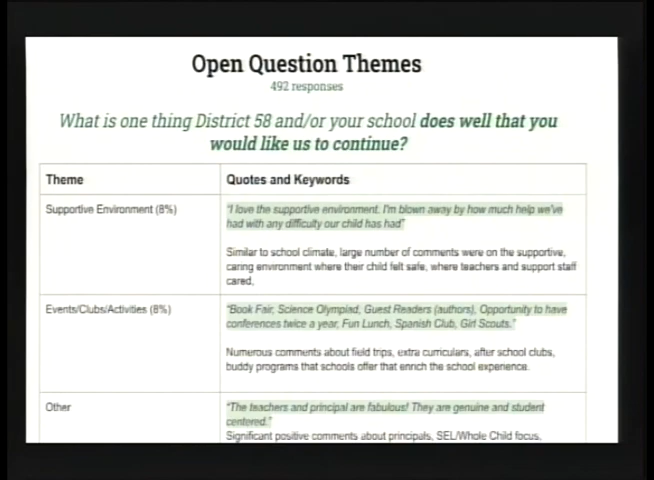 Open Question Themes
492 responses
What is one thing District 58 and/or your school does well that you
would like us to continue?
Theme
Quotes and Keywords
Supportive Environment (8%)
"I love the supportive environment, I'm blown away by how much help we've
had with any difficulty our child has had"
Similar to school climate, large number of comments were on the supportive,
caring environment where their child felt safe, where teachers and support staff
cared.
Events/Clubs/Activities (8%)
"Book Fair, Science Olympiad, Guest Readers (authors), Opportunity to have
conferences twice a year, Fun Lunch, Spanish Club, Girl Scouts."
Numerous comments about field trips, extra curriculars, after school clubs,
buddy programs that schools offer that enrich the school experience.
Other
"The teachers and principal are fabulous! They are genuine and student
centered."
Significant positive comments about principals, SEL/Whole Child focus,